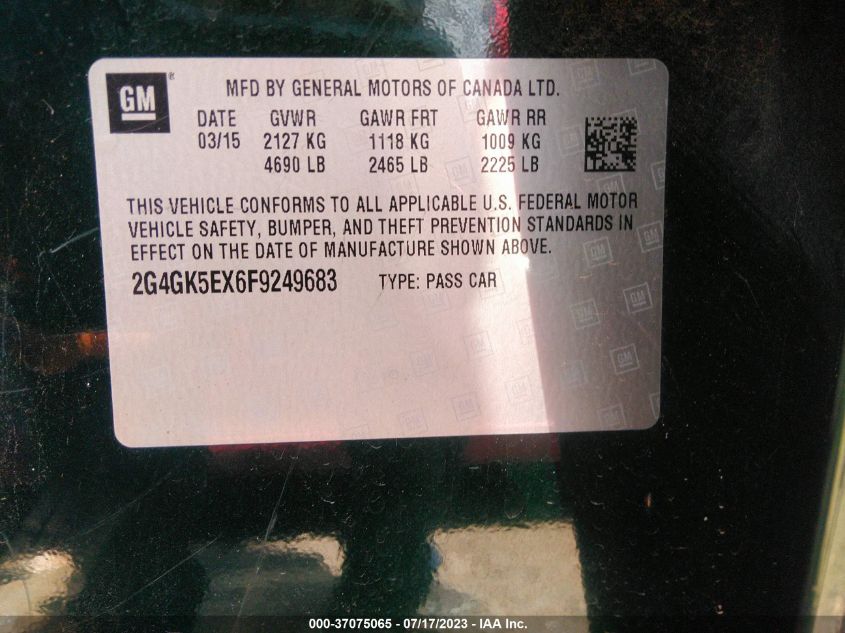 GM ® MFD BY GENERAL MOTORS OF CANADA LTD.
DATE GVWR GAWR FRT GAWR RR
03/15 2127 KG 1118 KG 1009 KG
4690 LB 2465 LB 2225 LB
THIS VEHICLE CONFORMS TO ALL APPLICABLE U.S. FEDERAL MOTOR
VEHICLE SAFETY, BUMPER, AND THEFT PREVENTION STANDARDS IN
EFFECT ON THE DATE OF MANUFACTURE SHOWN ABOVE.
2G4GK5EX6F9249683 TYPE: PASS CAR
000-37075065 - 07/17/2023 - IAA Inc.